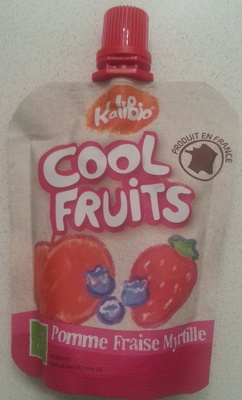 KaliBio
PRODUIT EN FRANCE
COOL
FRUITS
Pomme Fraise Myrtille